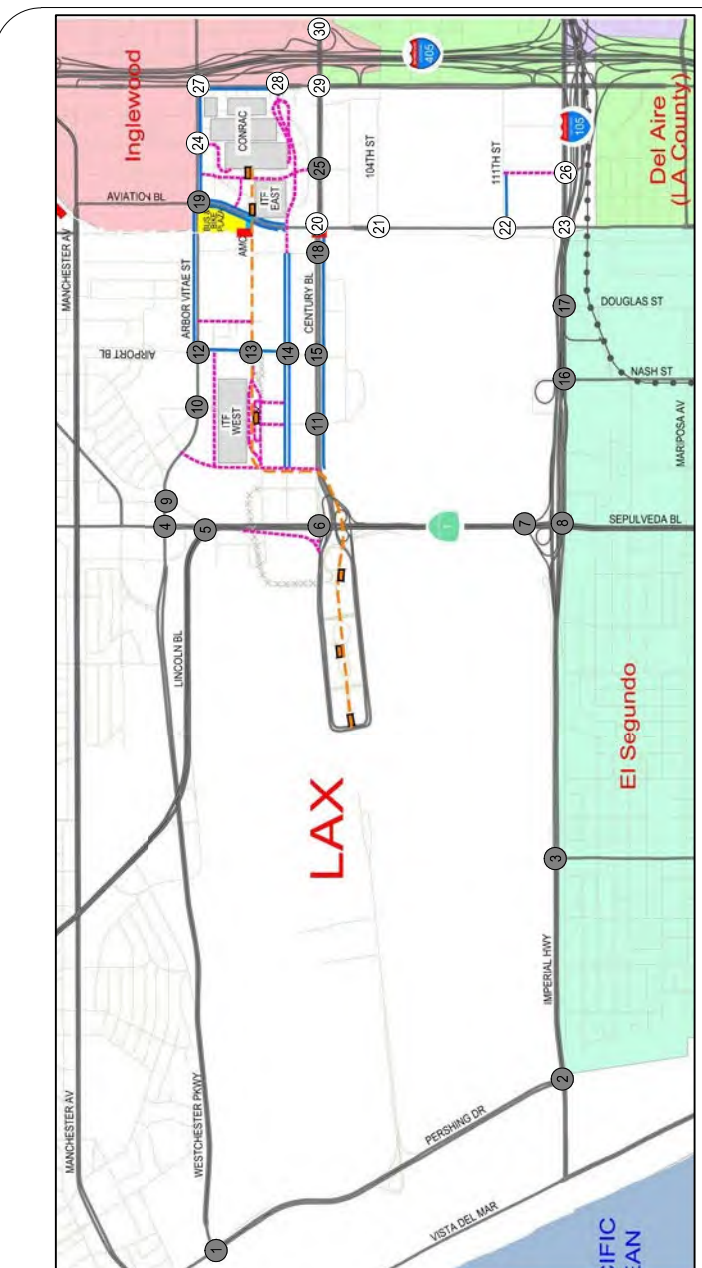 30
405
27
28
29
Inglewood
24
CONRAC
104TH ST
111TH ST
105
Del Aire
(LA County)
25
26
MANCHESTER AV
AVIATION BL
19
BUS &
BIKE
PLAZA
ITF
EAST
AMC
20
21
22
23
18
ARBOR VITAE ST
CENTURY BL
17
DOUGLAS ST
AIRPORT BL
12
13
14
15
16
NASH ST
10
ITF
WEST
11
MARIPOSA AV
9
4
5
6
1
7
8
SEPULVEDA BL
LINCOLN BL
El Segundo
LAX
3
IMPERIAL HWY
2
MANCHESTER AV
WESTCHESTER PKWY
PERSHING DR
VISTA DEL MAR
1
CIFIC
EAN